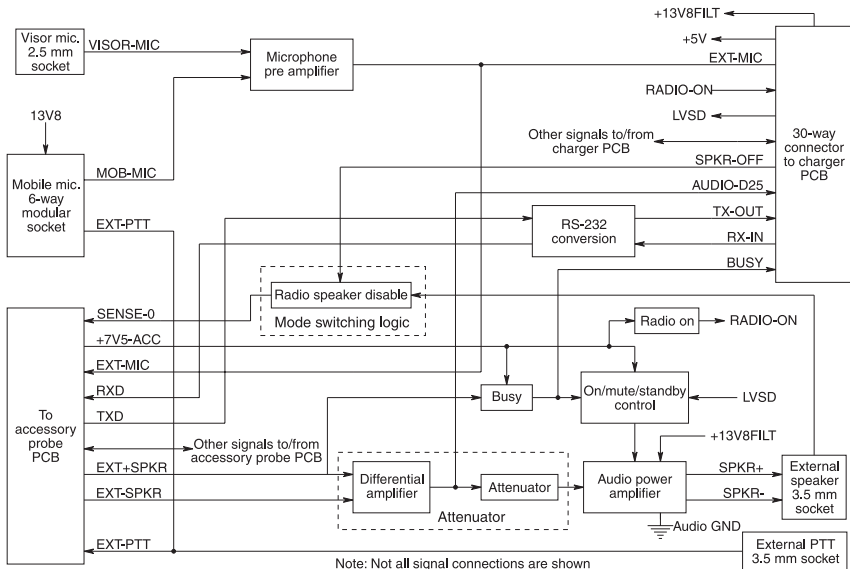 +13V8FILT
Visor mic.
2.5 mm
socket
VISOR-MIC
Microphone
pre amplifier
+5V
EXT-MIC
RADIO-ON
LVSD
Other signals to/from
charger PCB
30-way
connector
to charger
PCB
13V8
Mobile mic.
6-way
modular
socket
MOB-MIC
EXT-PTT
SPKR-OFF
AUDIO-D25
TX-OUT
RS-232
conversion
RX-IN
BUSY
Radio speaker disable
Mode switching logic
SENSE-0
+7V5-ACC
EXT-MIC
RXD
TXD
To
accessory
probe
PCB
Other signals to/from
accessory probe PCB
EXT+SPKR
EXT-SPKR
EXT-PTT
Radio on
RADIO-ON
Busy
On/mute/standby
control
LVSD
+13V8FILT
Differential
amplifier
Attenuator
Attenuator
Audio power
amplifier
SPKR+
SPKR-
External
speaker
3.5 mm
socket
Audio GND
External PTT
3.5 mm socket
Note: Not all signal connections are shown